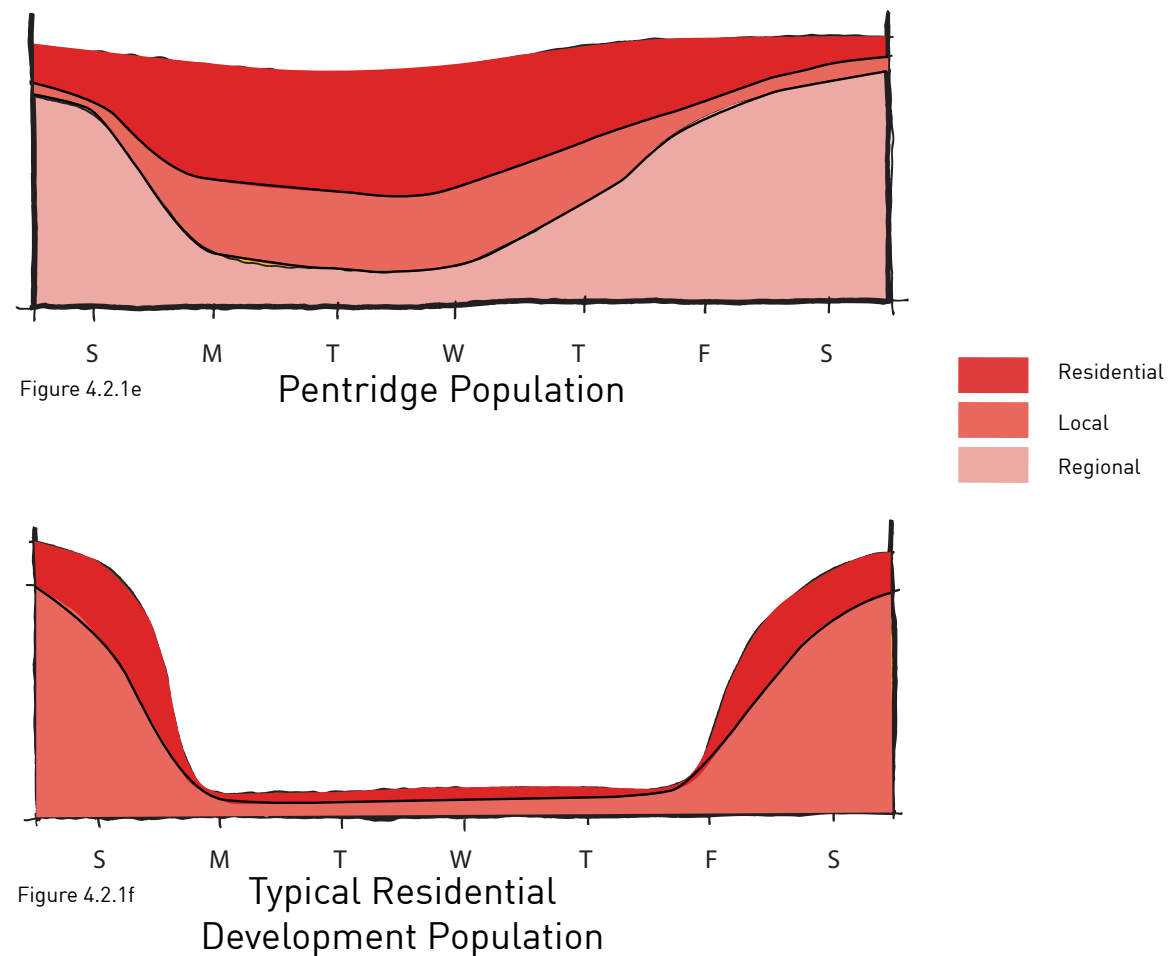 S M T W T F S
Figure 4.2.1e
Pentridge Population
Residential
Local
Regional
S M T W T F S
Figure 4.2.1f
Typical Residential
Development Population